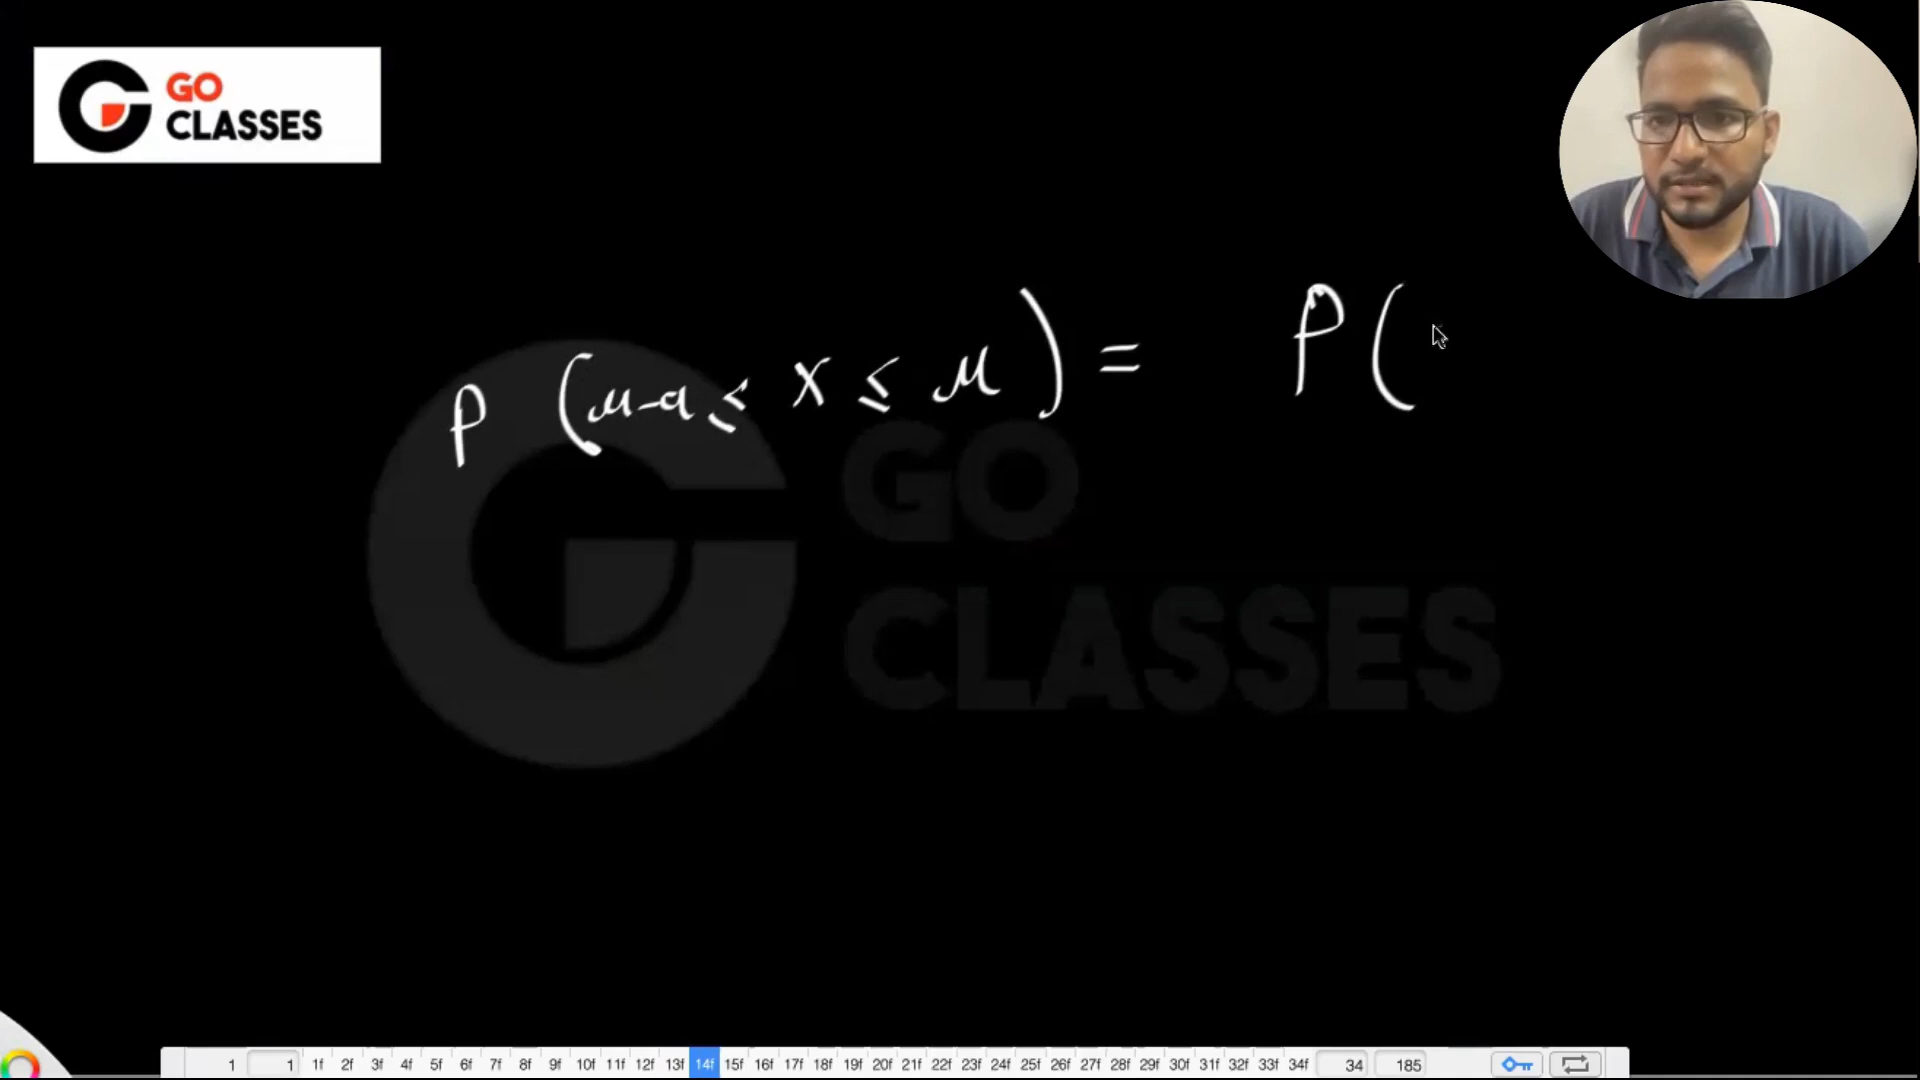 GO
CLASSES
P (μ-a ≤ x ≤ μ) = P(
GO
CLASSES
1 1 1f 2f 3f 4f 5f 6f 7f 8f 9f 10f 11f 12f 13f 14f 15f 16f 17f 18f 19f 20f 21f 22f 23f 24f 25f 26f 27f 28f 29f 30f 31f 32f 33f 34f 34 185